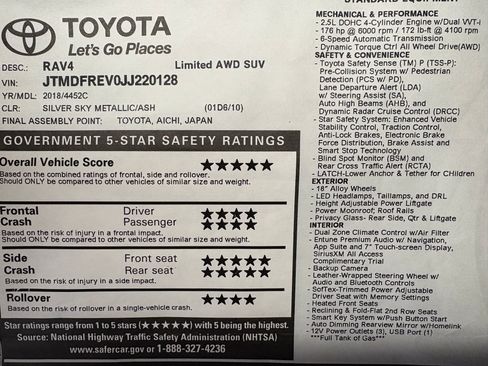 TOYOTA
Let's Go Places
DESC.: RAV4 Limited AWD SUV
VIN: JTMDFREV0JJ220128
YR/MDL: 2018/4452C
CLR: SILVER SKY METALLIC/ASH (01D6/10)
FINAL ASSEMBLY POINT: TOYOTA, AICHI, JAPAN
GOVERNMENT 5-STAR SAFETY RATINGS
Overall Vehicle Score ★★★★★
Based on the combined ratings of frontal, side and rollover.
Should ONLY be compared to other vehicles of similar size and weight.
Frontal Driver ★★★★
Crash Passenger ★★★★
Based on the risk of injury in a frontal impact.
Should ONLY be compared to other vehicles of similar size and weight.
Side Front seat ★★★★★
Crash Rear seat ★★★★★
Based on the risk of injury in a side impact.
Rollover ★★★★
Based on the risk of rollover in a single-vehicle crash.
Star ratings range from 1 to 5 stars (★★★★★) with 5 being the highest.
Source: National Highway Traffic Safety Administration (NHTSA)
www.safercar.gov or 1-888-327-4236
STANDARD EQUIPMENT
MECHANICAL & PERFORMANCE
- 2.5L DOHC 4-Cylinder Engine w/Dual VVT-i
- 176 hp @ 6000 rpm / 172 lb-ft @ 4100 rpm
- 6-Speed Automatic Transmission
- Dynamic Torque Ctrl All Wheel Drive(AWD)
SAFETY & CONVENIENCE
- Toyota Safety Sense (TM) P (TSS-P):
Pre-Collision System w/ Pedestrian
Detection (PCS w/ PD),
Lane Departure Alert (LDA)
w/ Steering Assist (SA),
Auto High Beams (AHB), and
Dynamic Radar Cruise Control (DRCC)
- Star Safety System: Enhanced Vehicle
Stability Control, Traction Control,
Anti-Lock Brakes, Electronic Brake
Force Distribution, Brake Assist and
Smart Stop Technology
- Blind Spot Monitor (BSM) and
Rear Cross Traffic Alert (RCTA)
- LATCH-Lower Anchor & Tether for CHildren
EXTERIOR
- 18" Alloy Wheels
- LED Headlamps, Taillamps, and DRL
- Height Adjustable Power Liftgate
- Power Moonroof; Roof Rails
- Privacy Glass- Rear Side, Qtr & Liftgate
INTERIOR
- Dual Zone Climate Control w/Air Filter
- Entune Premium Audio w/ Navigation,
App Suite and 7" Touch-screen Display,
SiriusXM All Access
Complimentary Trial
- Backup Camera
- Leather-Wrapped Steering Wheel w/
Audio and Bluetooth Controls
- SofTex-Trimmed Power Adjustable
Driver Seat with Memory Settings
- Heated Front Seats
- Reclining & Fold-Flat 2nd Row Seats
- Smart Key System w/Push Button Start
- Auto Dimming Rearview Mirror w/Homelink
- 12V Power Outlets (3), USB Port (1)
***Full Tank of Gas***